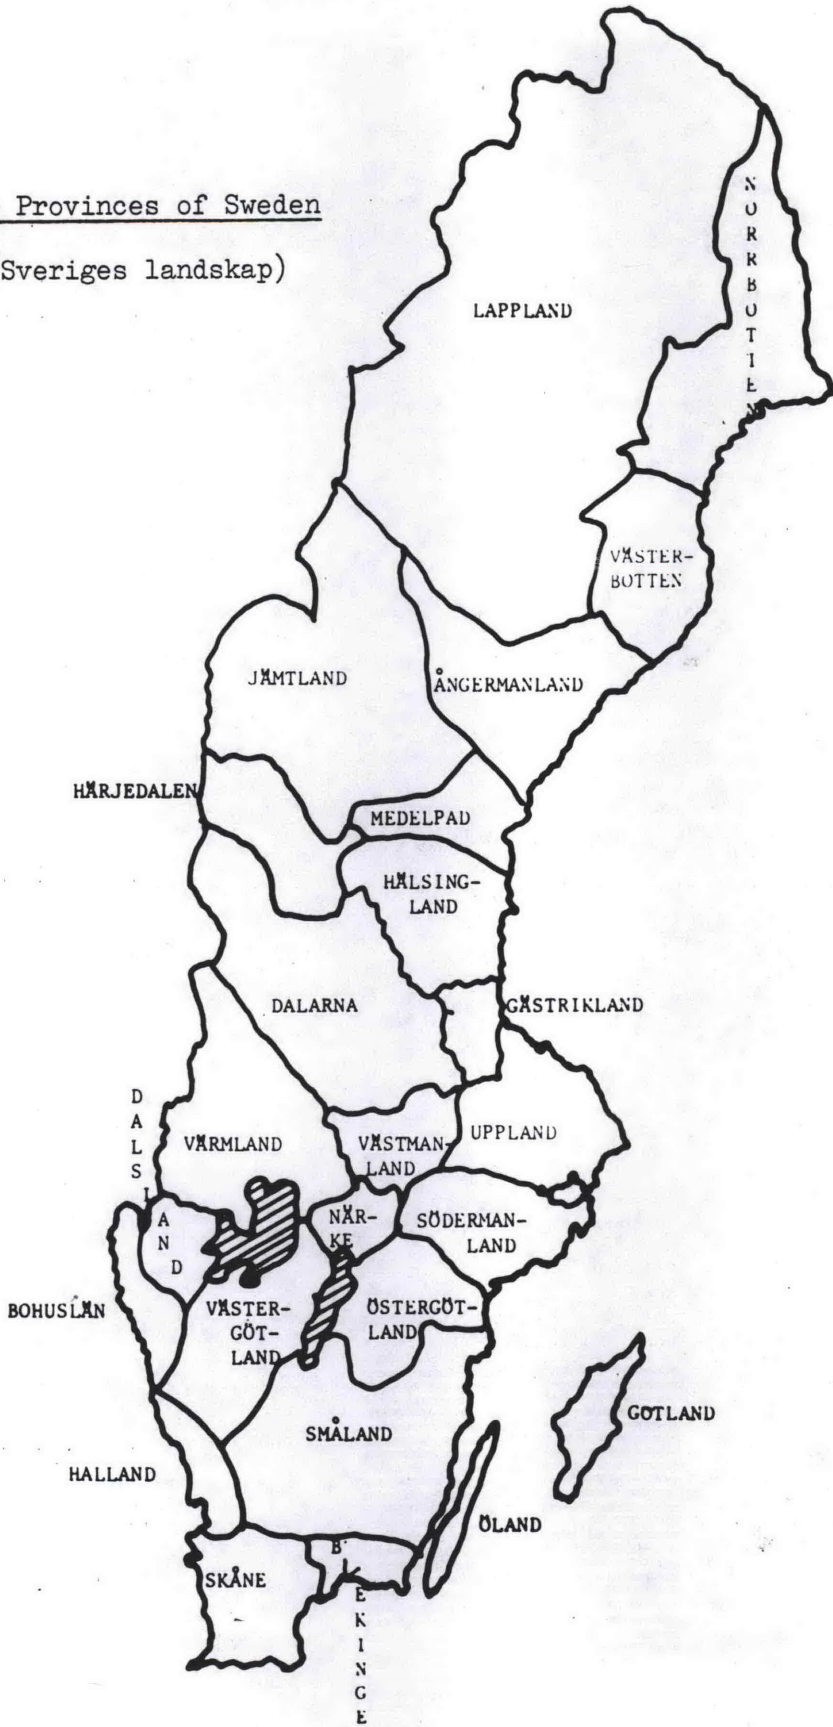 Provinces of Sweden
Sveriges landskap)
NORRBOTTEN
LAPPLAND
VÄSTER-
BOTTEN
JÄMTLAND
ÅNGERMANLAND
HÄRJEDALEN
MEDELPAD
HÄLSING-
LAND
DALARNA
GÄSTRIKLAND
DALSLAND
VÄRMLAND
VÄSTMAN-
LAND
UPPLAND
NÄR-
KE
SÖDERMAN-
LAND
BOHUSLÄN
VÄSTER-
GÖT-
LAND
ÖSTERGÖT-
LAND
GOTLAND
SMÅLAND
HALLAND
ÖLAND
SKÅNE
BLEKINGE